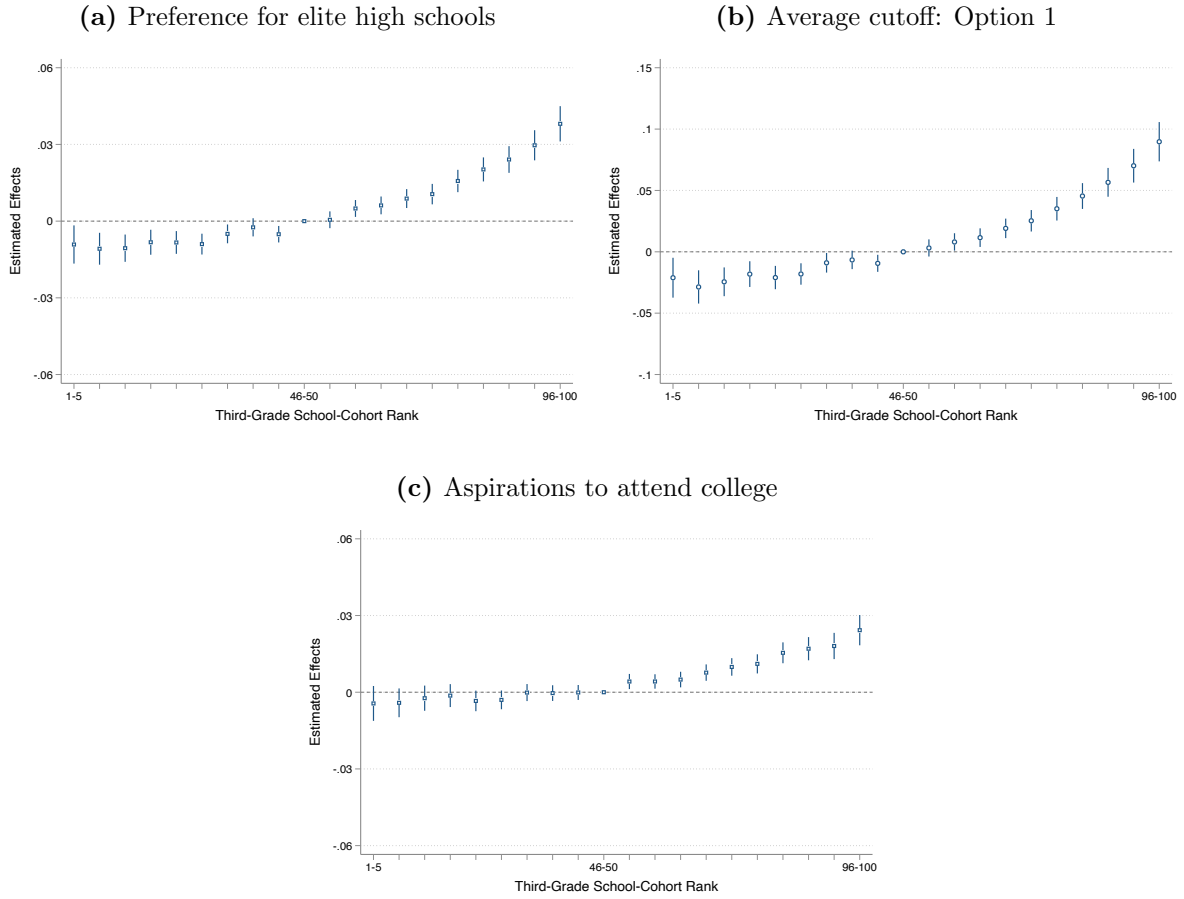 (a) Preference for elite high schools
.06
.03
0
-.03
-.06
Estimated Effects
1-5
46-50
96-100
Third-Grade School-Cohort Rank
(b) Average cutoff: Option 1
.15
.1
.05
0
-.05
-.1
Estimated Effects
1-5
46-50
96-100
Third-Grade School-Cohort Rank
(c) Aspirations to attend college
.06
.03
0
-.03
-.06
Estimated Effects
1-5
46-50
96-100
Third-Grade School-Cohort Rank